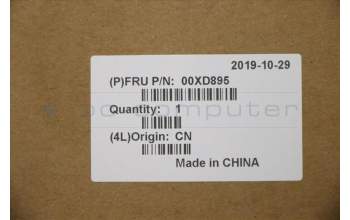 2019-10-29
(P)FRU P/N: 00XD895
Quantity: 1
(4L)Origin: CN
Made in CHINA